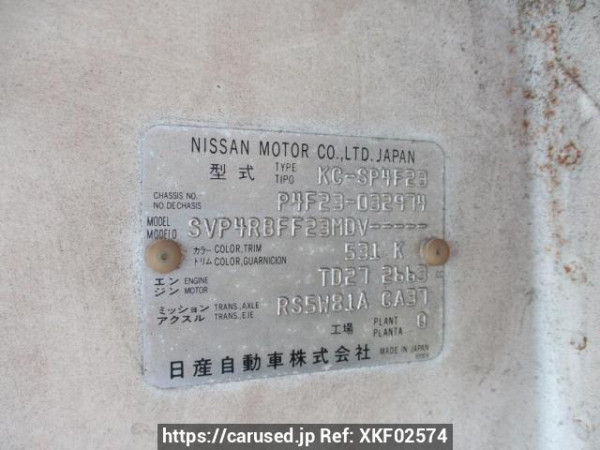 NISSAN MOTOR CO.,LTD. JAPAN
型式 TYPE TIPO KC-SP4F23
CHASSIS NO. NO. DE CHASIS P4F23-032974
MODEL MODELO SVP4RBFF23MDV-----
カラー COLOR, TRIM
トリム COLOR, GUARNICION 531 K
エンジン ENGINE MOTOR TD27 2663 cc
ミッション TRANS., AXLE
アクスル TRANS., EJE RS5W81A CA37
工場 PLANT PLANTA 0
日産自動車株式会社 MADE IN JAPAN
https://carused.jp Ref: XKF02574